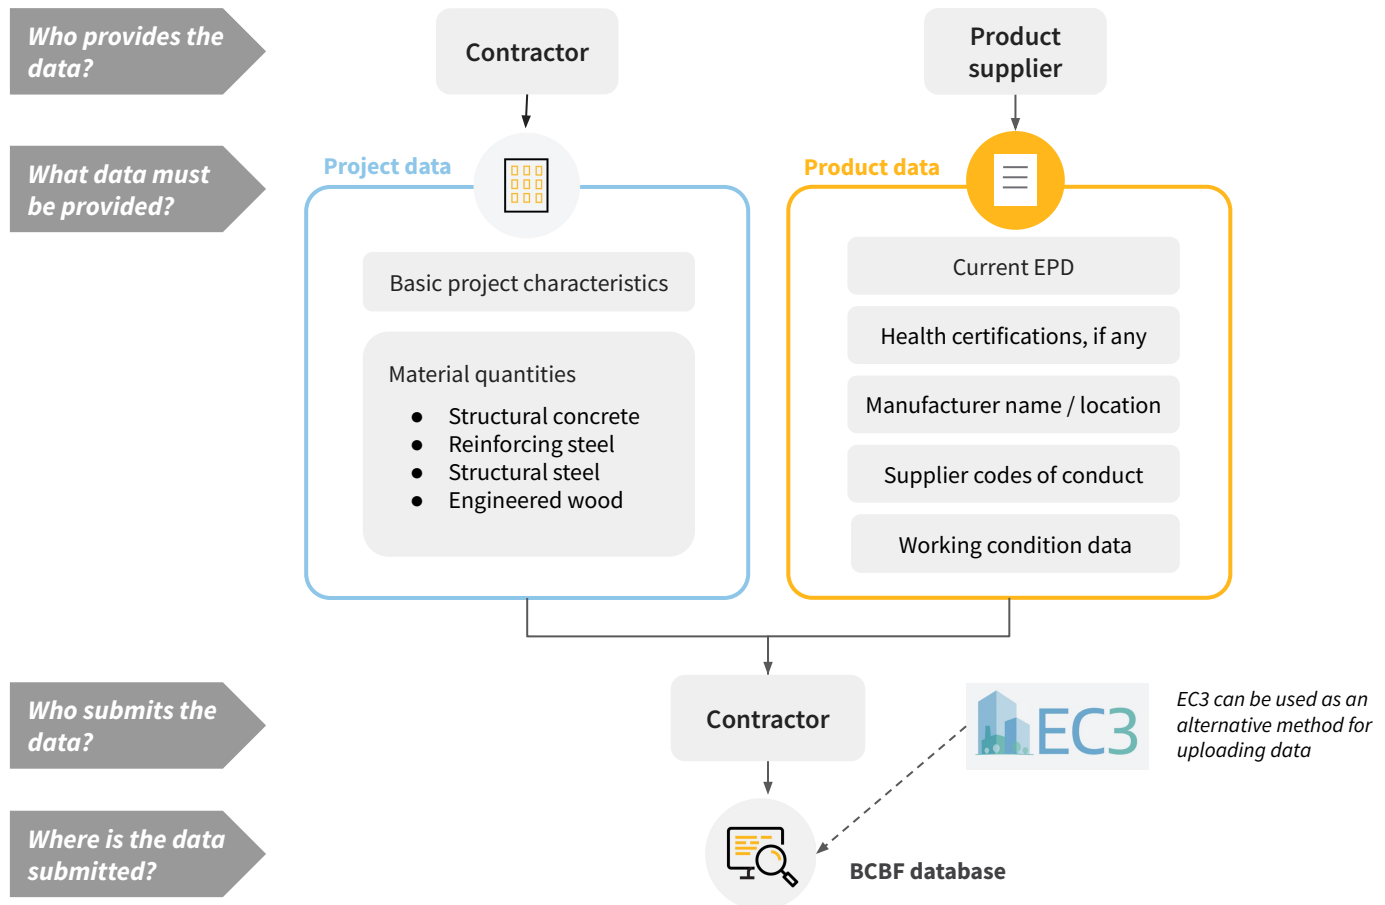 Who provides the
data?
Contractor
Product
supplier
What data must
be provided?
Project data
Basic project characteristics
Material quantities
● Structural concrete
● Reinforcing steel
● Structural steel
● Engineered wood
Product data
Current EPD
Health certifications, if any
Manufacturer name / location
Supplier codes of conduct
Working condition data
Who submits the
data?
Contractor
EC3
EC3 can be used as an
alternative method for
uploading data
Where is the data
submitted?
BCBF database